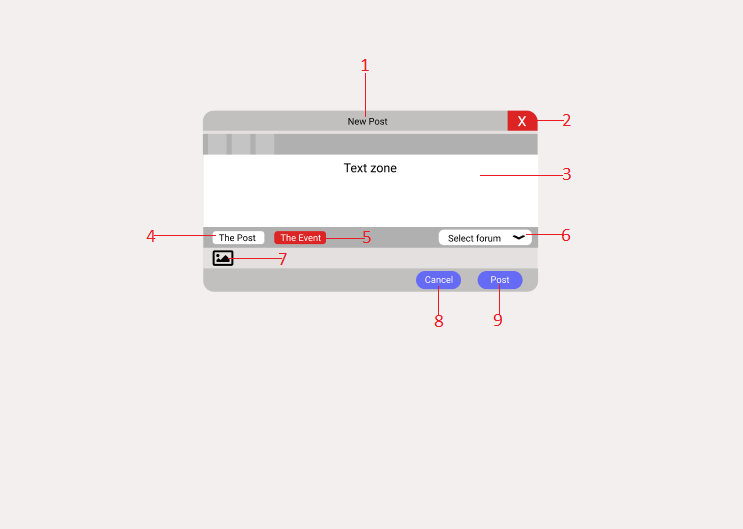 1
New Post
X
2
Text zone
3
4
The Post
The Event
5
Select forum
6
7
Cancel
Post
8
9